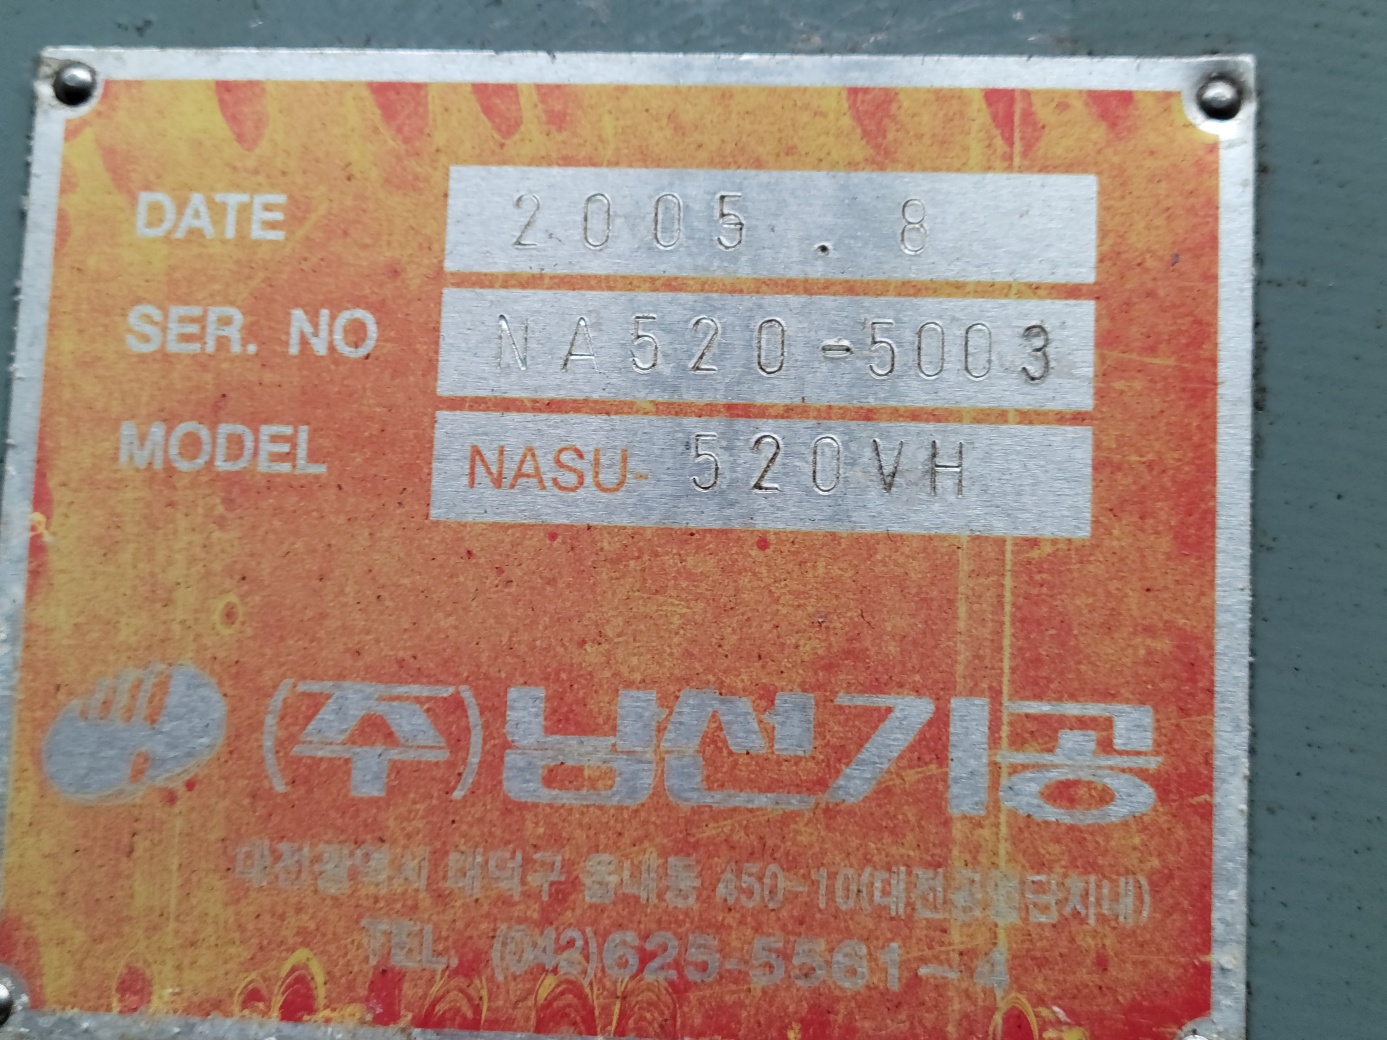 DATE 2005.8
SER. NO NA520-5003
MODEL NASU-520VH
(주)남선기공
대전광역시 대덕구 읍내동 450-10(대전공업단지내)
TEL. (042)625-5561-4